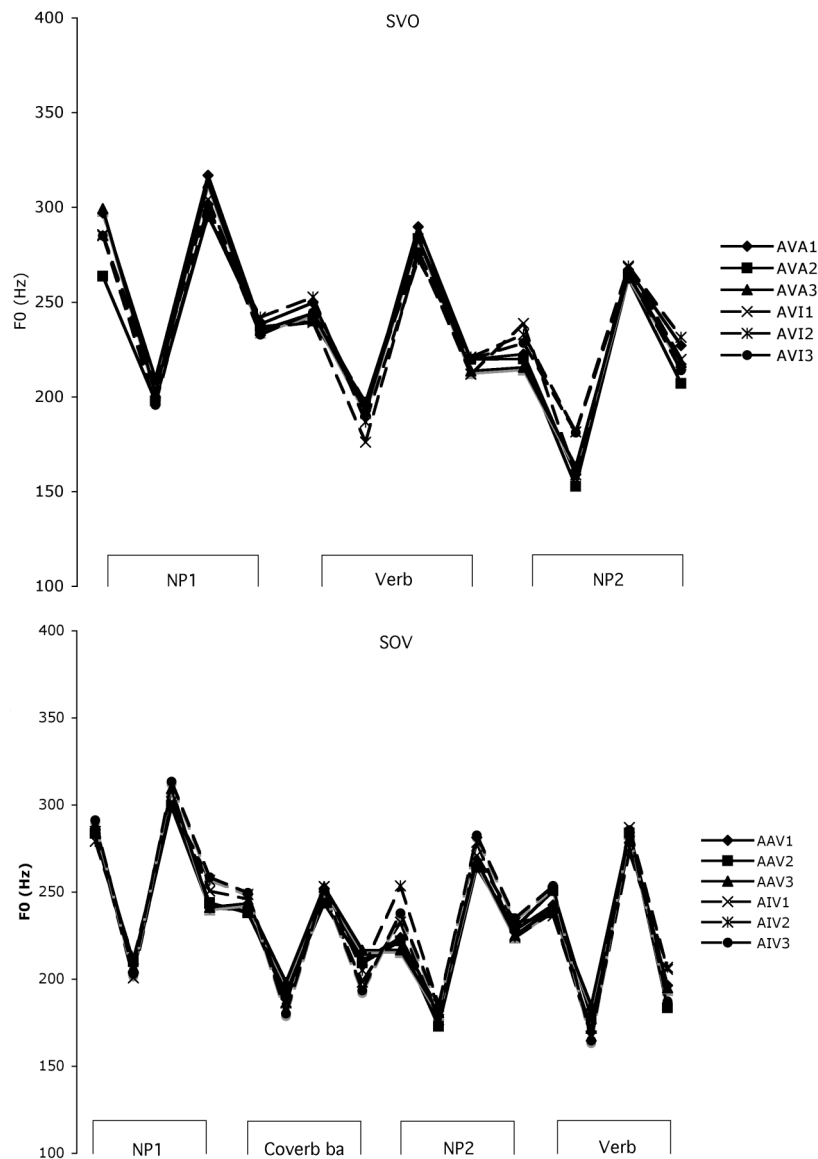 SVO
400
350
300
250
200
150
100
F0 (Hz)
AVA1
AVA2
AVA3
AVI1
AVI2
AVI3
NP1 Verb NP2
SOV
400
350
300
250
200
150
100
F0 (Hz)
AAV1
AAV2
AAV3
AIV1
AIV2
AIV3
NP1 Coverb ba NP2 Verb